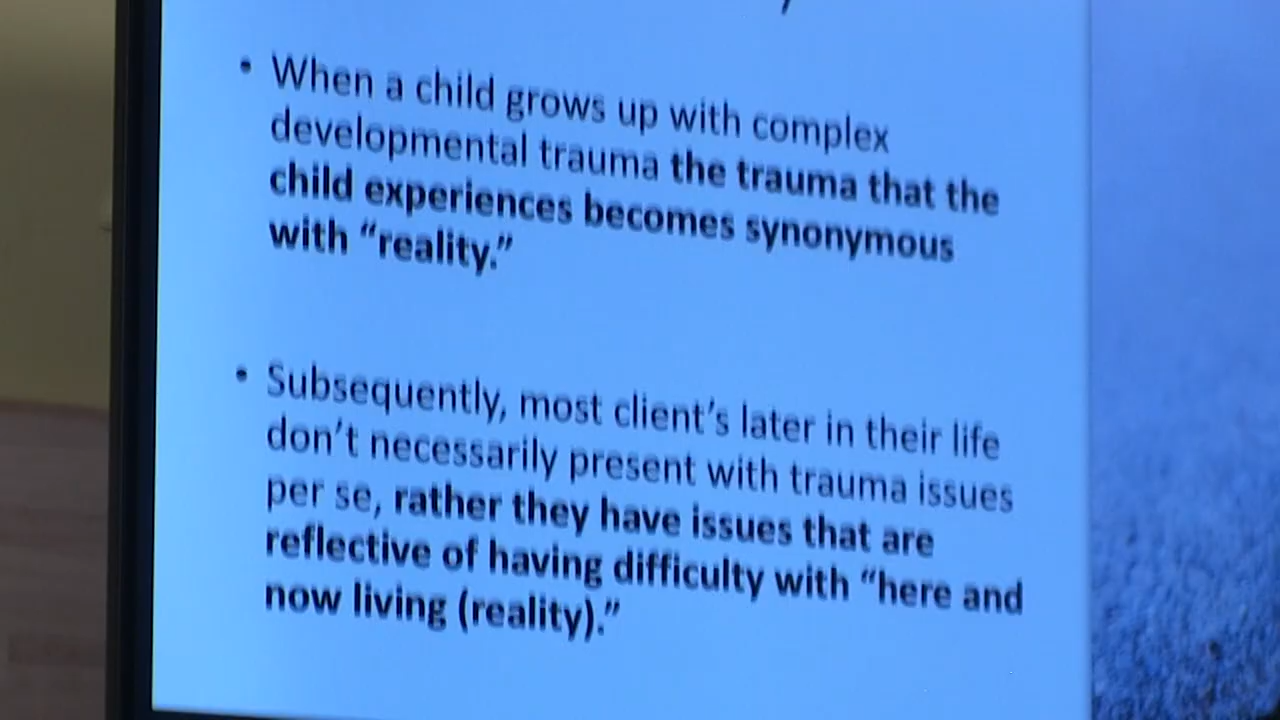 • When a child grows up with complex
developmental trauma the trauma that the
child experiences becomes synonymous
with “reality.”
• Subsequently, most client’s later in their life
don’t necessarily present with trauma issues
per se, rather they have issues that are
reflective of having difficulty with “here and
now living (reality).”